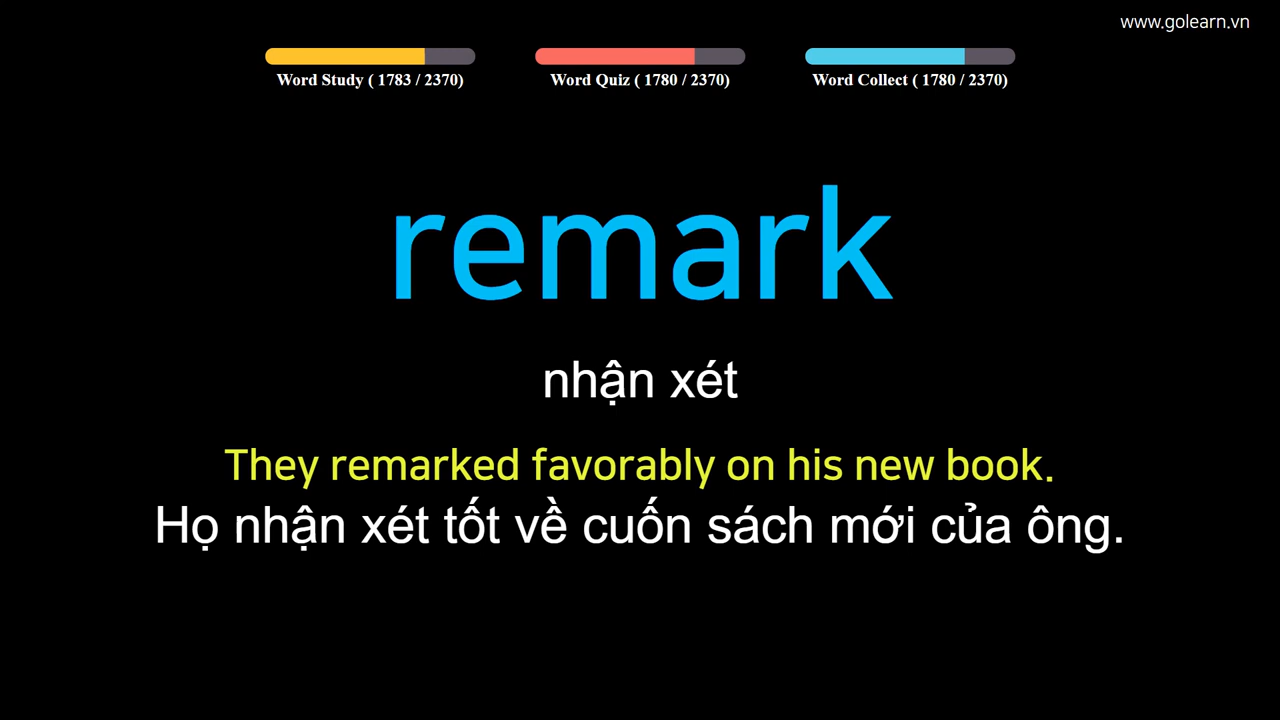 www.golearn.vn
Word Study ( 1783 / 2370)
Word Quiz ( 1780 / 2370)
Word Collect ( 1780 / 2370)
remark
nhận xét
They remarked favorably on his new book.
Họ nhận xét tốt về cuốn sách mới của ông.